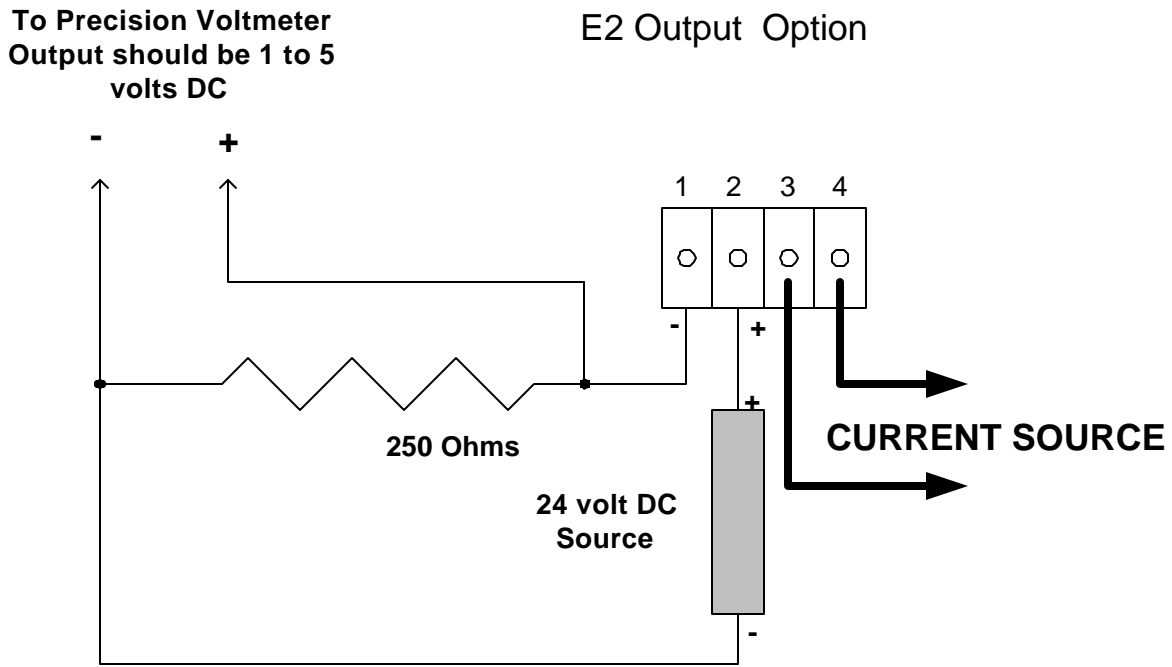 To Precision Voltmeter
Output should be 1 to 5
volts DC
E2 Output Option
- +
1 2 3 4
- +
+
250 Ohms
CURRENT SOURCE
24 volt DC
Source
-